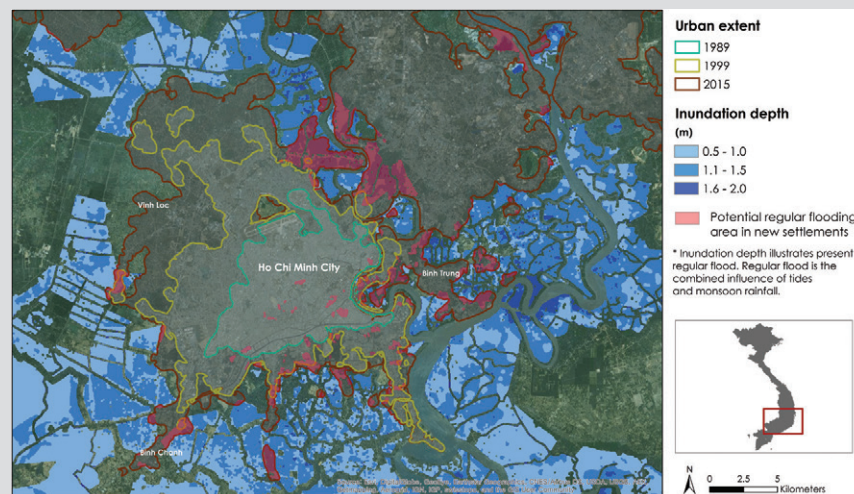 Urban extent
1989
1999
2015
Inundation depth
(m)
0.5 - 1.0
1.1 - 1.5
1.6 - 2.0
Potential regular flooding
area in new settlements
* Inundation depth illustrates present
regular flood. Regular flood is the
combined influence of tides
and monsoon rainfall.
Vinh Loc
Ho Chi Minh City
Binh Trung
Binh Chanh
N
0 2.5 5
Kilometers